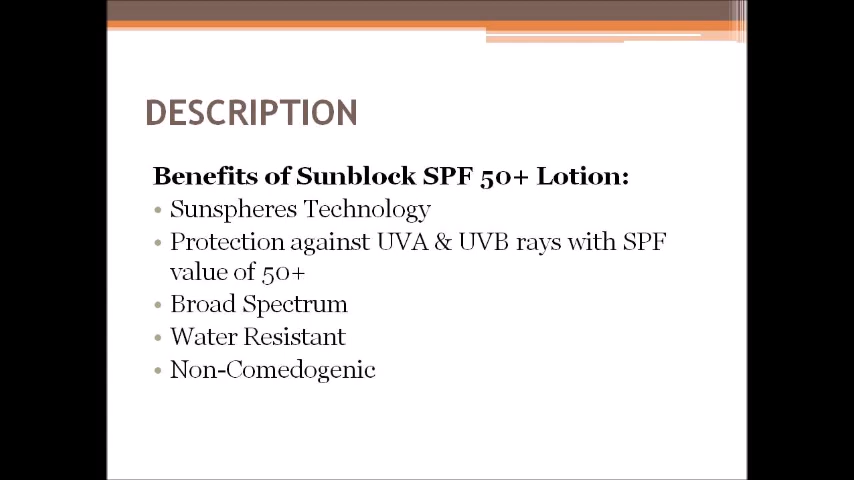 DESCRIPTION
Benefits of Sunblock SPF 50+ Lotion:
• Sunspheres Technology
• Protection against UVA & UVB rays with SPF
value of 50+
• Broad Spectrum
• Water Resistant
• Non-Comedogenic